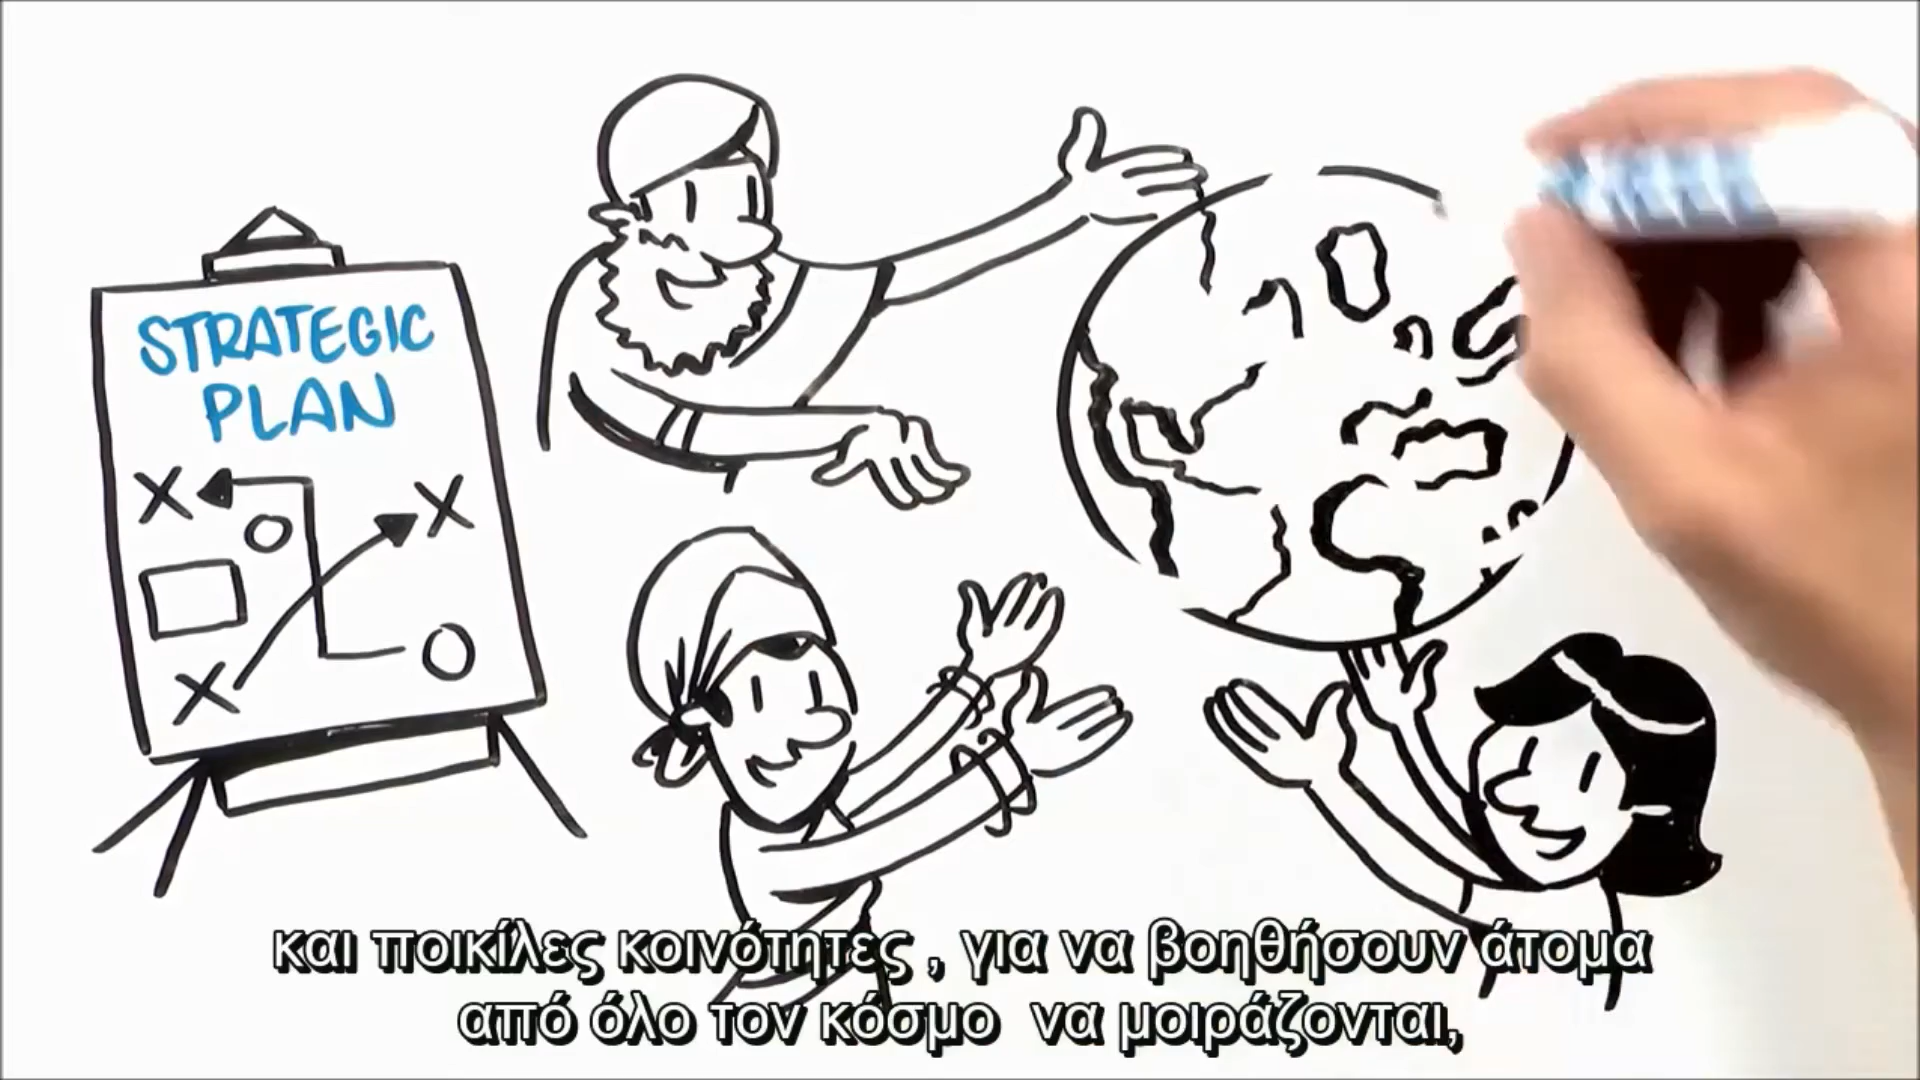 STRATEGIC
PLAN
και ποικίλες κοινότητες , για να βοηθήσουν άτομα
από όλο τον κόσμο να μοιράζονται,